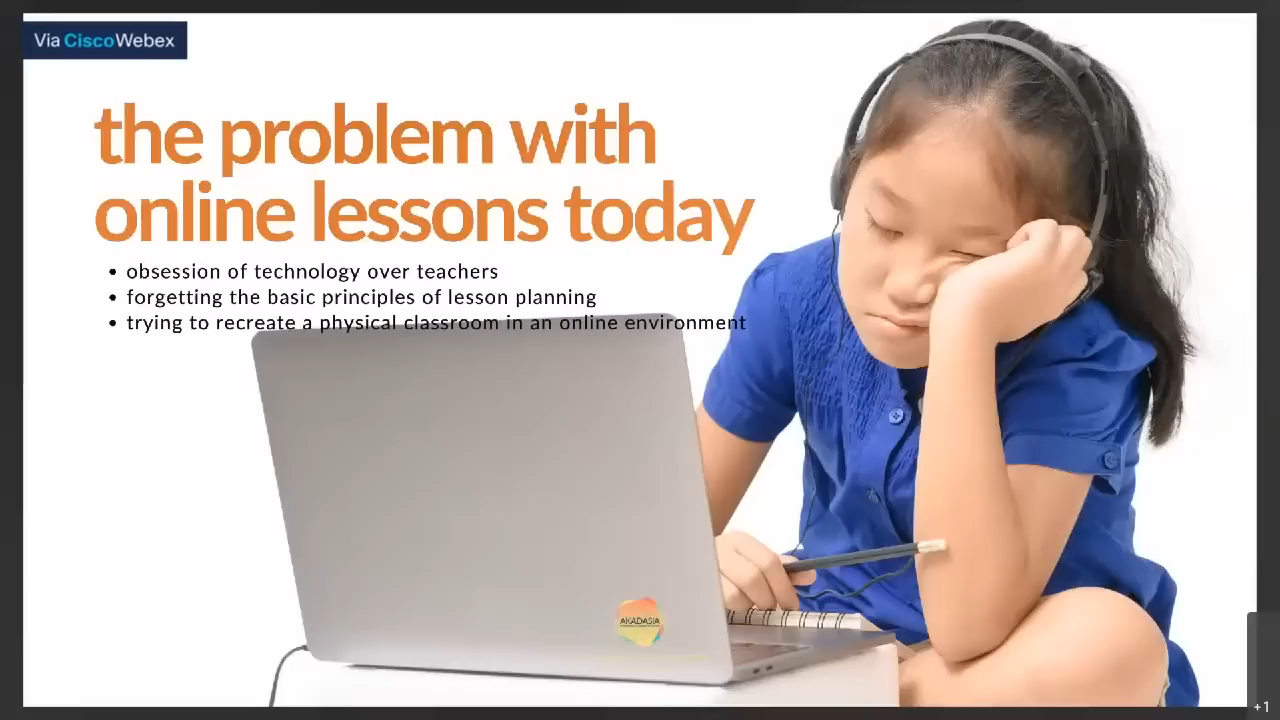 Via CiscoWebex
the problem with
online lessons today
• obsession of technology over teachers
• forgetting the basic principles of lesson planning
• trying to recreate a physical classroom in an online environment
AKADASIA
+1